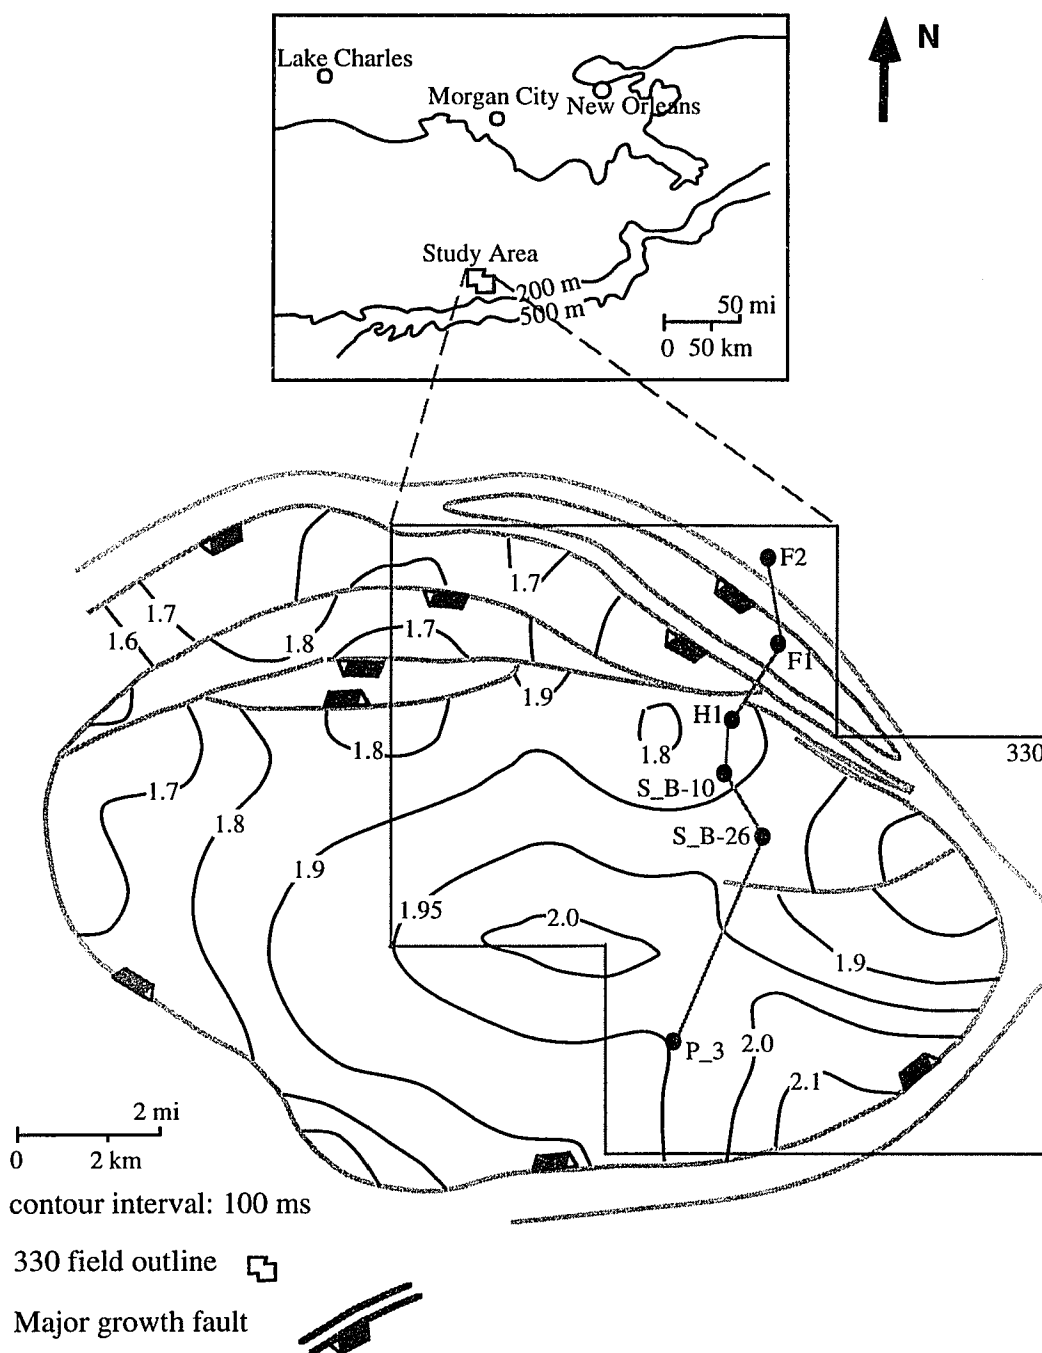 N
Lake Charles
Morgan City
New Orleans
Study Area
200 m
500 m
50 mi
0 50 km
F2
1.7
1.7
1.6
1.8
1.7
F1
1.9
H1
1.8
1.8
330
1.7
S_B-10
1.8
S_B-26
1.9
1.95
2.0
1.9
P_3
2.0
2.1
2 mi
0 2 km
contour interval: 100 ms
330 field outline
Major growth fault